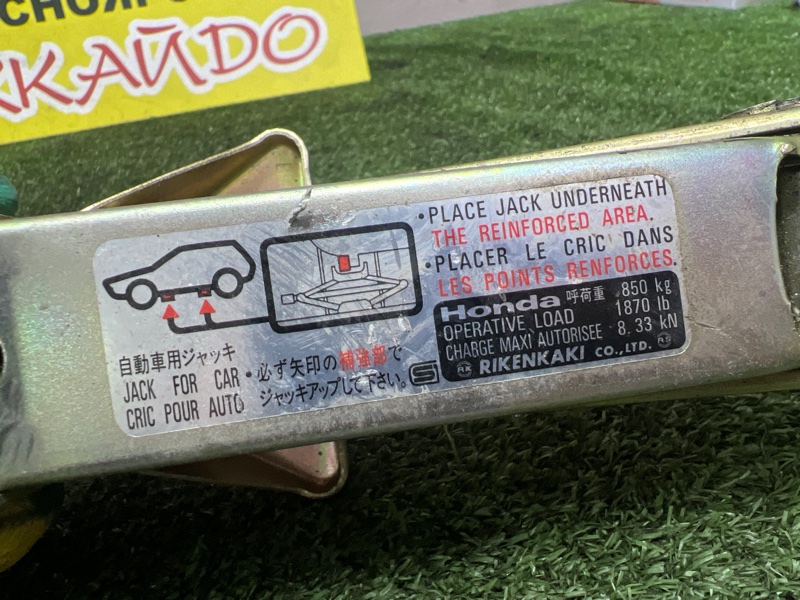 ККАЙDO
自動車用ジャッキ
JACK FOR CAR
CRIC POUR AUTO
・必ず矢印の補強部で
ジャッキアップして下さい。
S
・PLACE JACK UNDERNEATH
THE REINFORCED AREA.
・PLACER LE CRIC DANS
LES POINTS RENFORCES.
Honda 呼荷重 850 kg
OPERATIVE LOAD 1870 lb
CHARGE MAXI AUTORISEE 8.33 kN
RIKENKAKI CO.,LTD.